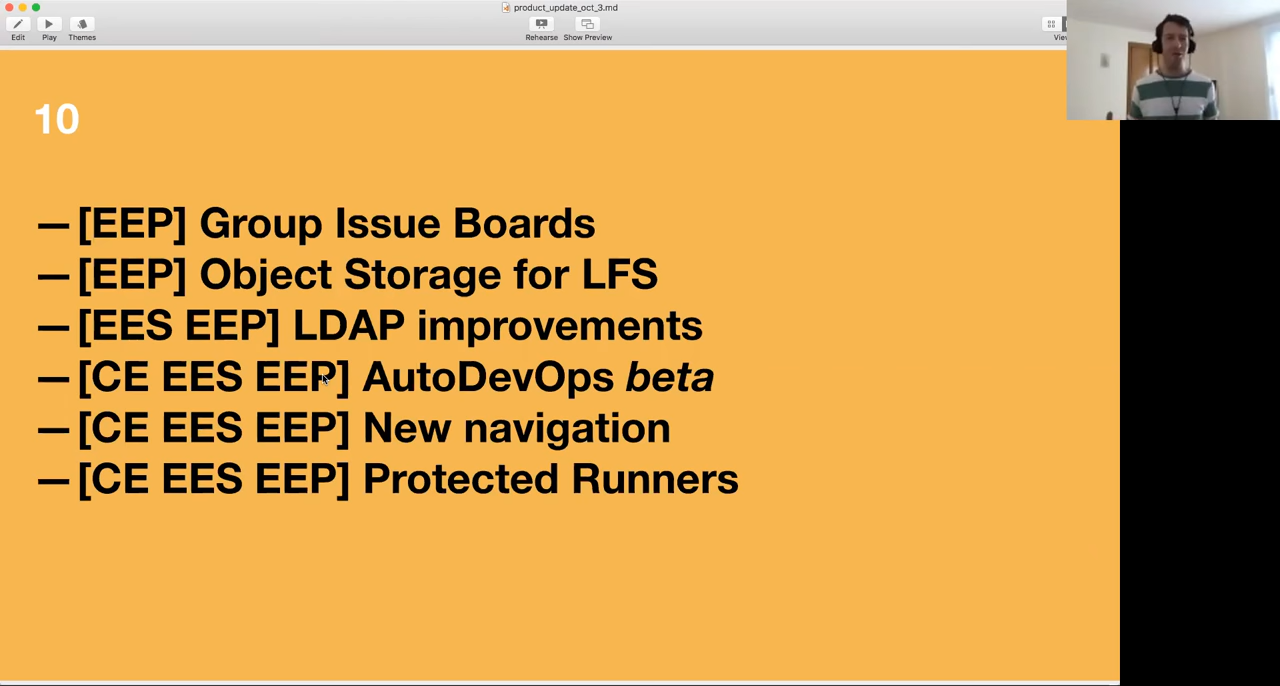 product_update_oct_3.md
Edit Play Themes Rehearse Show Preview
10
—[EEP] Group Issue Boards
—[EEP] Object Storage for LFS
—[EES EEP] LDAP improvements
—[CE EES EEP] AutoDevOps beta
—[CE EES EEP] New navigation
—[CE EES EEP] Protected Runners